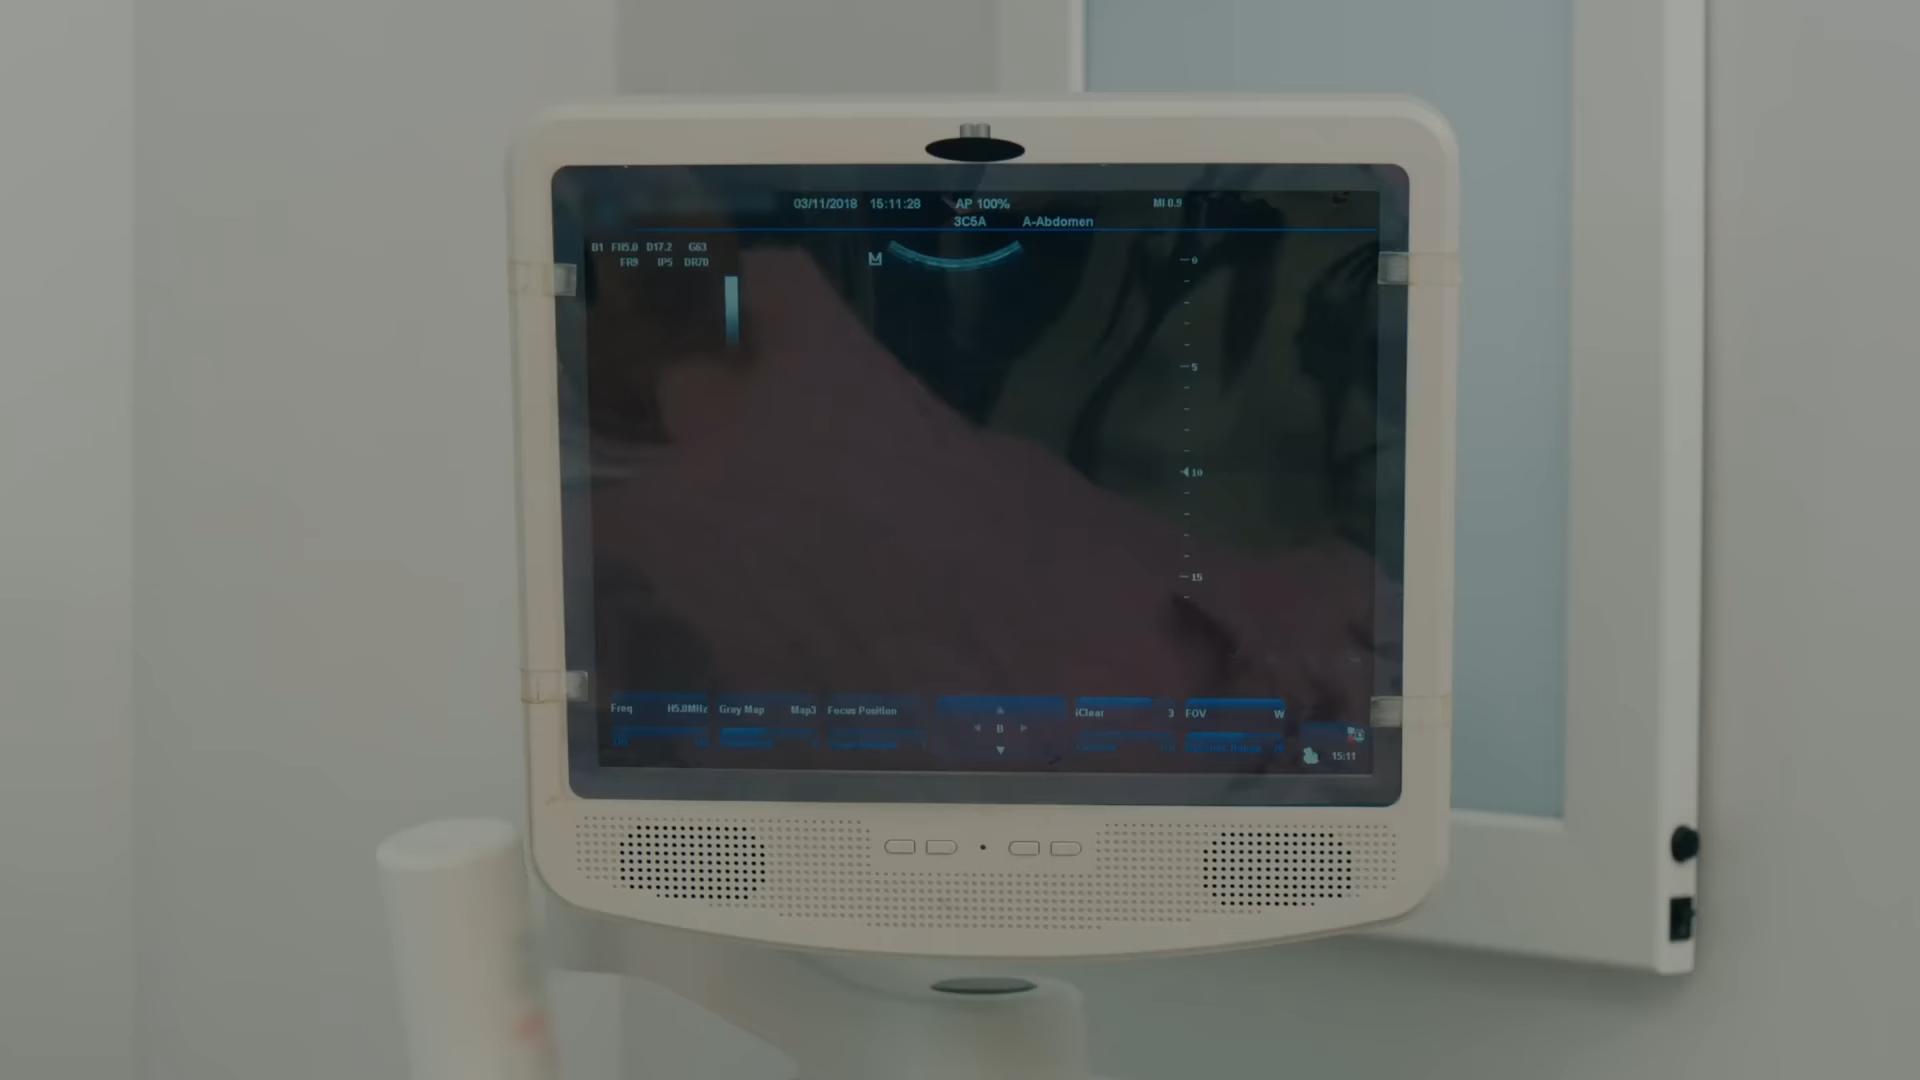 03/11/2018 15:11:28 AP 100% MI 0.9
3C5A A-Abdomen
B1 FH5.0 D17.2 G63
FR9 IP5 DR70
M
0
5
10
15
Freq H5.0MHz Gray Map Map3 Focus Position iClear 3 FOV W
B
15:11